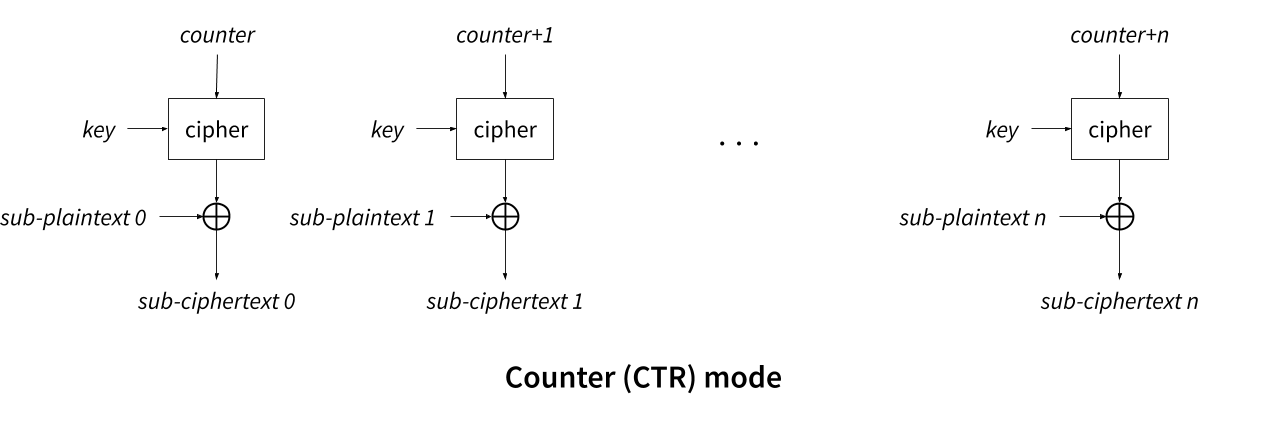 counter
counter+1
counter+n
key
cipher
key
cipher
. . .
key
cipher
sub-plaintext 0
sub-plaintext 1
sub-plaintext n
sub-ciphertext 0
sub-ciphertext 1
sub-ciphertext n
Counter (CTR) mode